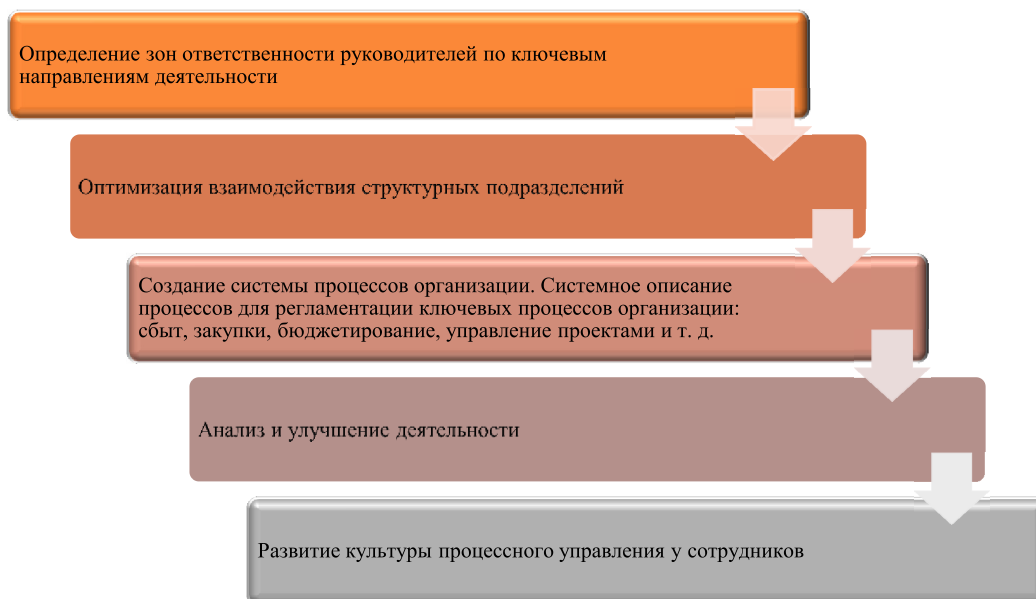 Определение зон ответственности руководителей по ключевым
направлениям деятельности
Оптимизация взаимодействия структурных подразделений
Создание системы процессов организации. Системное описание
процессов для регламентации ключевых процессов организации:
сбыт, закупки, бюджетирование, управление проектами и т. д.
Анализ и улучшение деятельности
Развитие культуры процессного управления у сотрудников